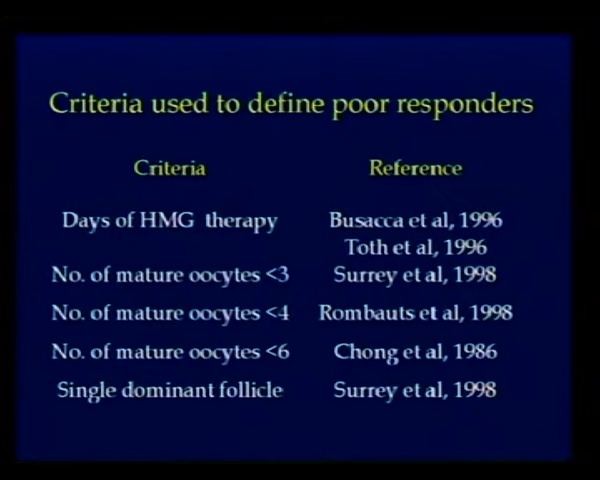 Criteria used to define poor responders
Criteria Reference
Days of HMG therapy Busacca et al, 1996
Toth et al, 1996
No. of mature oocytes <3 Surrey et al, 1998
No. of mature oocytes <4 Rombauts et al, 1998
No. of mature oocytes <6 Chong et al, 1986
Single dominant follicle Surrey et al, 1998